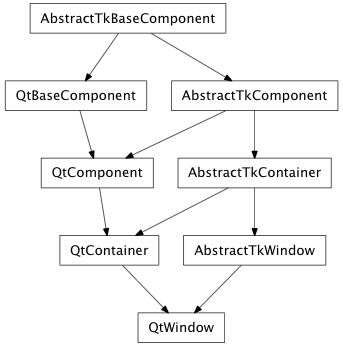 AbstractTkBaseComponent
QtBaseComponent
AbstractTkComponent
QtComponent
AbstractTkContainer
QtContainer
AbstractTkWindow
QtWindow